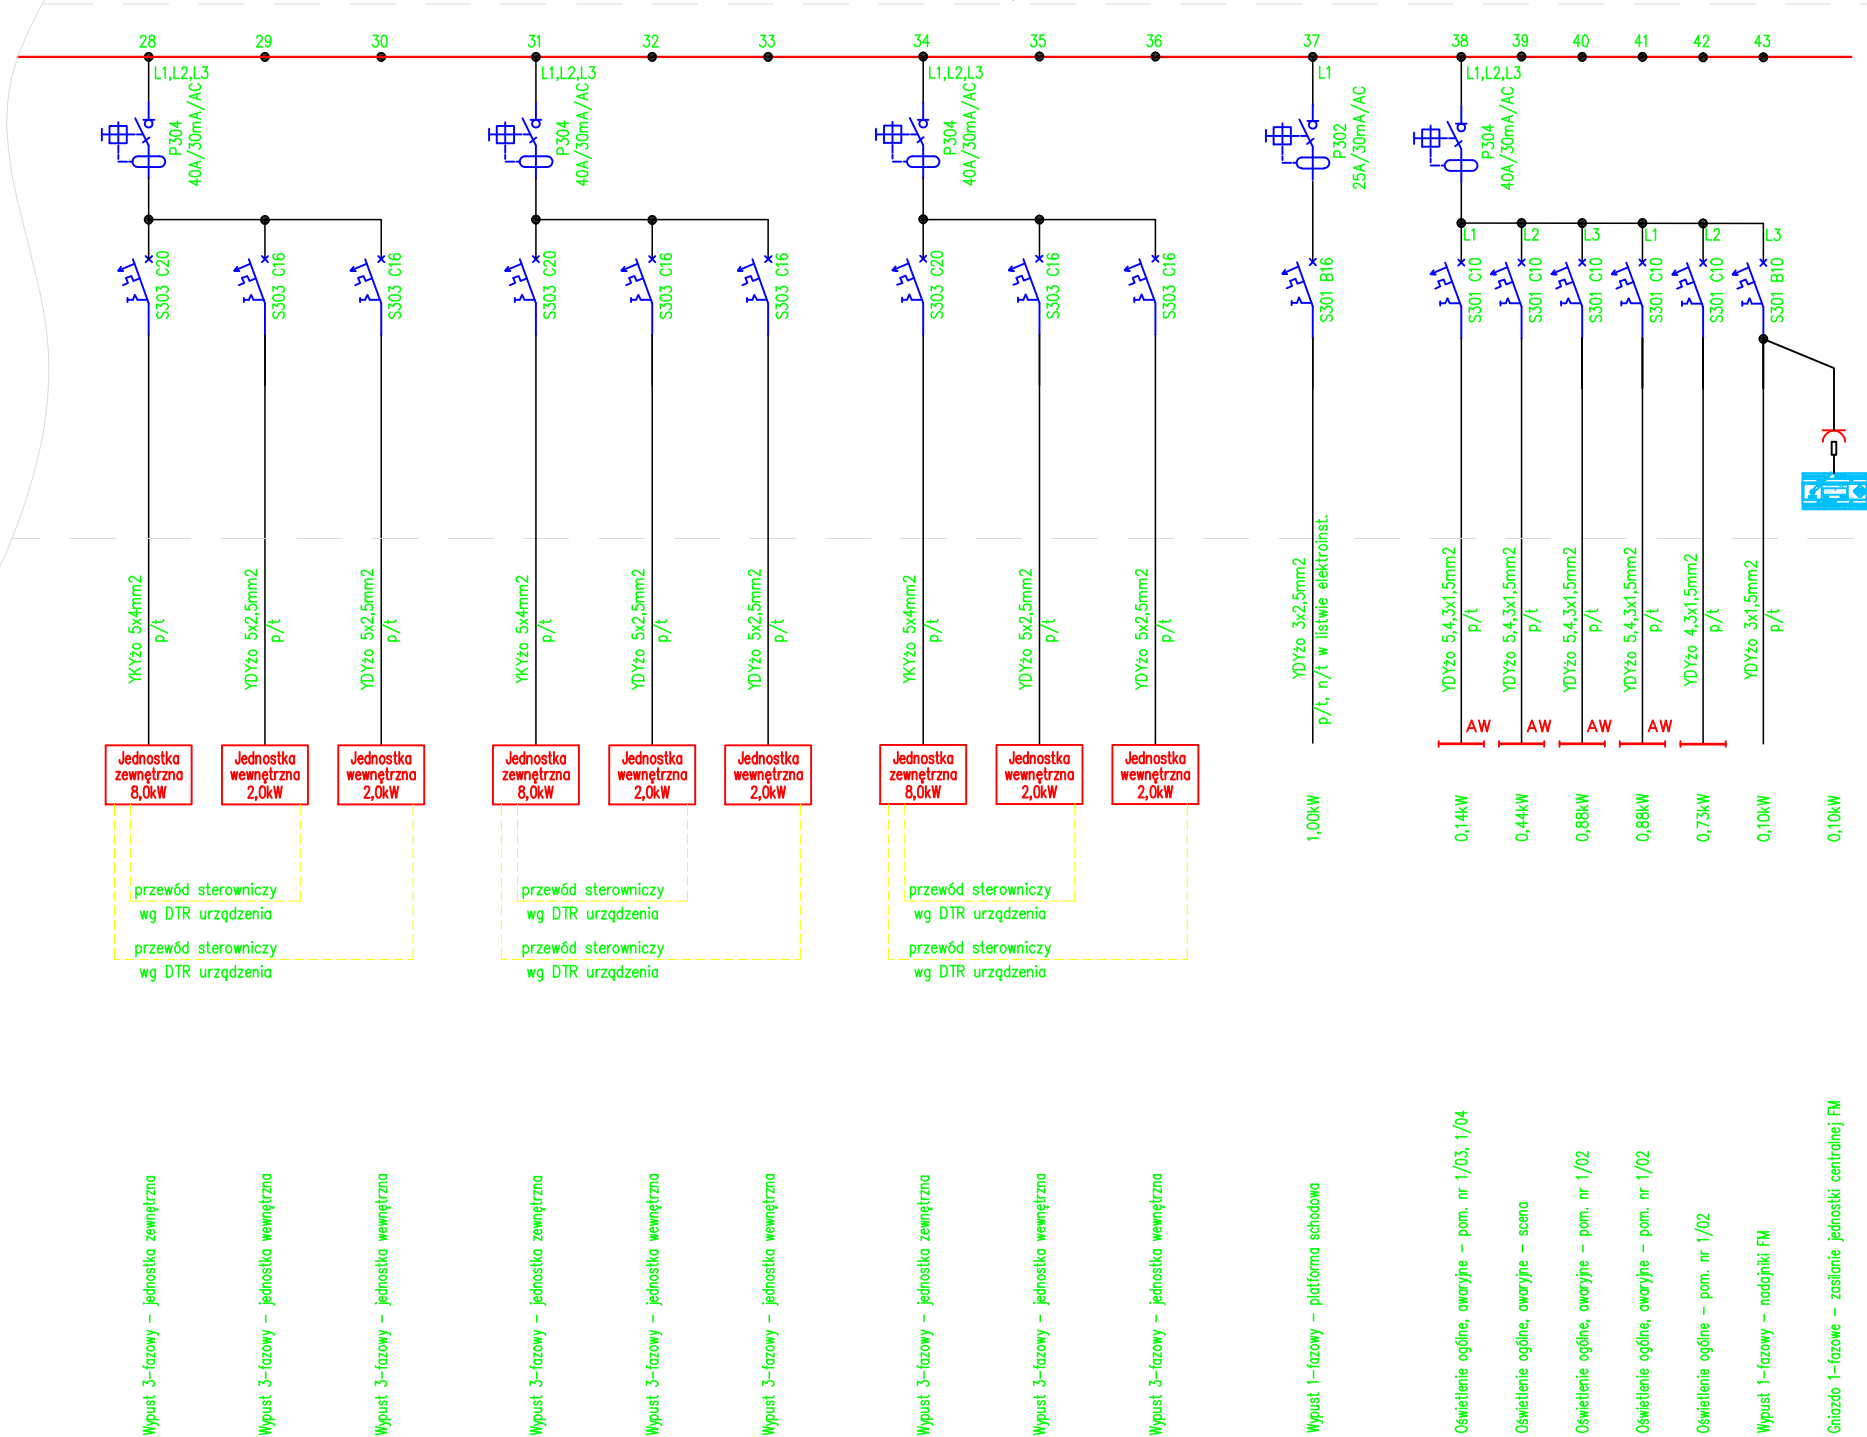 28 29 30 31 32 33 34 35 36 37 38 39 40 41 42 43
L1,L2,L3 L1,L2,L3 L1,L2,L3 L1 L1,L2,L3
P304
40A/30mA/AC
P304
40A/30mA/AC
P304
40A/30mA/AC
P302
25A/30mA/AC
P304
40A/30mA/AC
L1 L2 L3 L1 L2 L3
S303 C20
S303 C16
S303 C16
S303 C20
S303 C16
S303 C16
S303 C20
S303 C16
S303 C16
S301 B16
S301 C10
S301 C10
S301 C10
S301 C10
S301 C10
S301 B10
YKYżo 5x4mm2
p/t
YDYżo 5x2,5mm2
p/t
YDYżo 5x2,5mm2
p/t
YKYżo 5x4mm2
p/t
YDYżo 5x2,5mm2
p/t
YDYżo 5x2,5mm2
p/t
YKYżo 5x4mm2
p/t
YDYżo 5x2,5mm2
p/t
YDYżo 5x2,5mm2
p/t
YDYżo 3x2,5mm2
p/t, n/t w listwie elektroinst.
YDYżo 5,4,3x1,5mm2
p/t
YDYżo 5,4,3x1,5mm2
p/t
YDYżo 5,4,3x1,5mm2
p/t
YDYżo 5,4,3x1,5mm2
p/t
YDYżo 4,3x1,5mm2
p/t
YDYżo 3x1,5mm2
p/t
AW AW AW AW
Jednostka
zewnętrzna
8,0kW
Jednostka
wewnętrzna
2,0kW
Jednostka
wewnętrzna
2,0kW
Jednostka
zewnętrzna
8,0kW
Jednostka
wewnętrzna
2,0kW
Jednostka
wewnętrzna
2,0kW
Jednostka
zewnętrzna
8,0kW
Jednostka
wewnętrzna
2,0kW
Jednostka
wewnętrzna
2,0kW
1,00kW
0,14kW
0,44kW
0,88kW
0,88kW
0,73kW
0,10kW
0,10kW
przewód sterowniczy
wg DTR urządzenia
przewód sterowniczy
wg DTR urządzenia
przewód sterowniczy
wg DTR urządzenia
przewód sterowniczy
wg DTR urządzenia
przewód sterowniczy
wg DTR urządzenia
przewód sterowniczy
wg DTR urządzenia
Wypust 3-fazowy - jednostka zewnętrzna
Wypust 3-fazowy - jednostka wewnętrzna
Wypust 3-fazowy - jednostka wewnętrzna
Wypust 3-fazowy - jednostka zewnętrzna
Wypust 3-fazowy - jednostka wewnętrzna
Wypust 3-fazowy - jednostka wewnętrzna
Wypust 3-fazowy - jednostka zewnętrzna
Wypust 3-fazowy - jednostka wewnętrzna
Wypust 3-fazowy - jednostka wewnętrzna
Wypust 1-fazowy - platforma schodowa
Oświetlenie ogólne, awaryjne - pom. nr 1/03, 1/04
Oświetlenie ogólne, awaryjne - scena
Oświetlenie ogólne, awaryjne - pom. nr 1/02
Oświetlenie ogólne, awaryjne - pom. nr 1/02
Oświetlenie ogólne - pom. nr 1/02
Wypust 1-fazowy - nadajniki FM
Gniazdo 1-fazowe - zasilanie jednostki centralnej FM